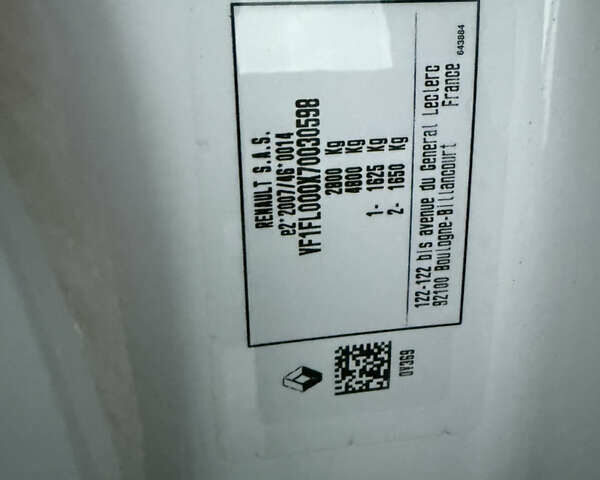 RENAULT S.A.S.
e2*2007/46*0014
VF1FL000X70030598
2800 Kg
4800 Kg
1- 1625 Kg
2- 1650 Kg
122-122 bis avenue du General Leclerc
92100 Boulogne-Billancourt France
643884
0V369